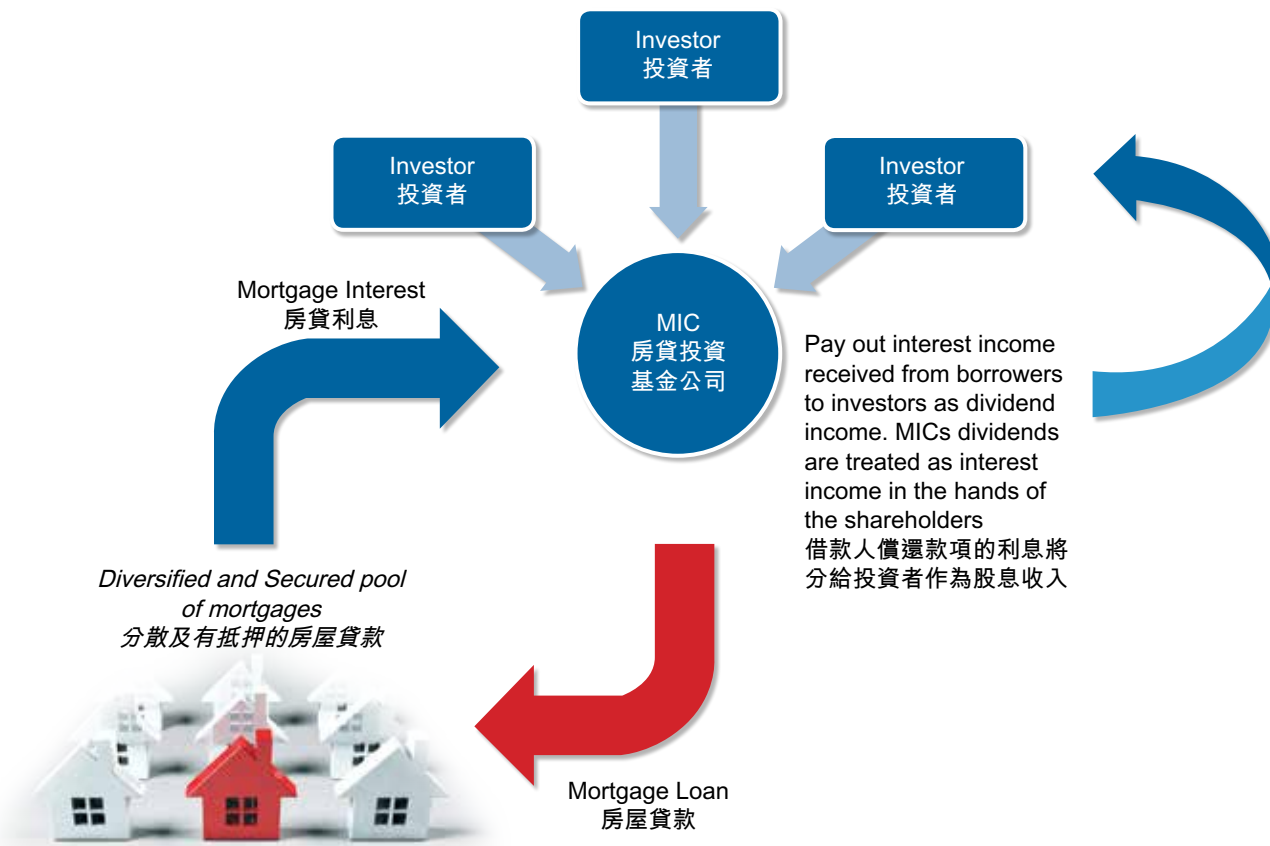 Investor
投資者
Investor
投資者
Investor
投資者
Mortgage Interest
房貸利息
MIC
房貸投資
基金公司
Pay out interest income
received from borrowers
to investors as dividend
income. MICs dividends
are treated as interest
income in the hands of
the shareholders
借款人償還款項的利息將
分給投資者作為股息收入
Diversified and Secured pool
of mortgages
分散及有抵押的房屋貸款
Mortgage Loan
房屋貸款